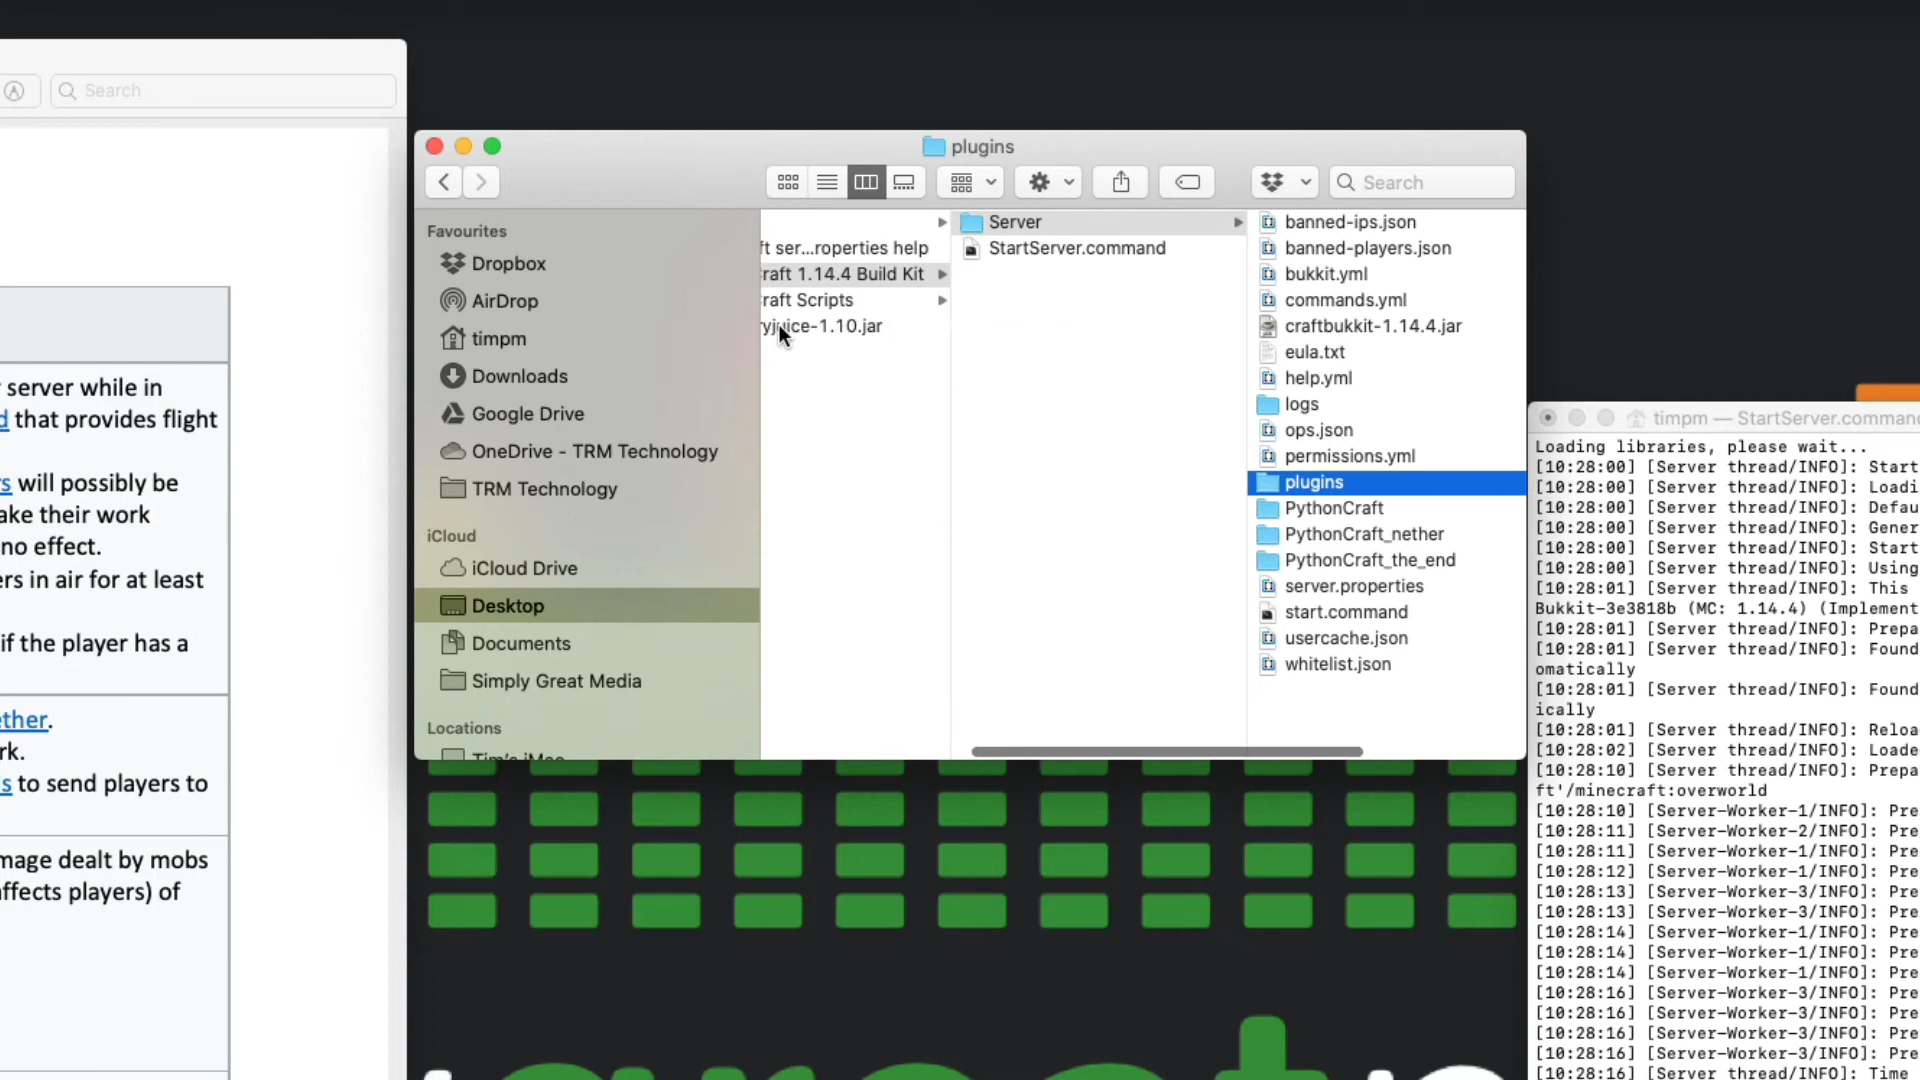 Search
server while in
d that provides flight
s will possibly be
ake their work
no effect.
ers in air for at least
if the player has a
ether.
rk.
s to send players to
mage dealt by mobs
affects players) of
plugins
Search
Favourites
Dropbox
AirDrop
timpm
Downloads
Google Drive
OneDrive - TRM Technology
TRM Technology
iCloud
iCloud Drive
Desktop
Documents
Simply Great Media
Locations
Tim's iMac
ft ser...roperties help
raft 1.14.4 Build Kit
raft Scripts
ryjuice-1.10.jar
Server
StartServer.command
banned-ips.json
banned-players.json
bukkit.yml
commands.yml
craftbukkit-1.14.4.jar
eula.txt
help.yml
logs
ops.json
permissions.yml
plugins
PythonCraft
PythonCraft_nether
PythonCraft_the_end
server.properties
start.command
usercache.json
whitelist.json
timpm — StartServer.command
Loading libraries, please wait...
[10:28:00] [Server thread/INFO]: Start
[10:28:00] [Server thread/INFO]: Loadi
[10:28:00] [Server thread/INFO]: Defau
[10:28:00] [Server thread/INFO]: Gener
[10:28:00] [Server thread/INFO]: Start
[10:28:00] [Server thread/INFO]: Using
[10:28:01] [Server thread/INFO]: This
Bukkit-3e3818b (MC: 1.14.4) (Implement
[10:28:01] [Server thread/INFO]: Prepa
[10:28:01] [Server thread/INFO]: Found
omatically
[10:28:01] [Server thread/INFO]: Found
ically
[10:28:01] [Server thread/INFO]: Reloa
[10:28:02] [Server thread/INFO]: Loade
[10:28:10] [Server thread/INFO]: Prepa
ft'/minecraft:overworld
[10:28:10] [Server-Worker-1/INFO]: Pre
[10:28:11] [Server-Worker-2/INFO]: Pre
[10:28:11] [Server-Worker-1/INFO]: Pre
[10:28:12] [Server-Worker-1/INFO]: Pre
[10:28:13] [Server-Worker-3/INFO]: Pre
[10:28:13] [Server-Worker-3/INFO]: Pre
[10:28:14] [Server-Worker-1/INFO]: Pre
[10:28:14] [Server-Worker-1/INFO]: Pre
[10:28:14] [Server-Worker-1/INFO]: Pre
[10:28:16] [Server-Worker-3/INFO]: Pre
[10:28:16] [Server-Worker-3/INFO]: Pre
[10:28:16] [Server-Worker-3/INFO]: Pre
[10:28:16] [Server-Worker-3/INFO]: Pre
[10:28:16] [Server thread/INFO]: Time